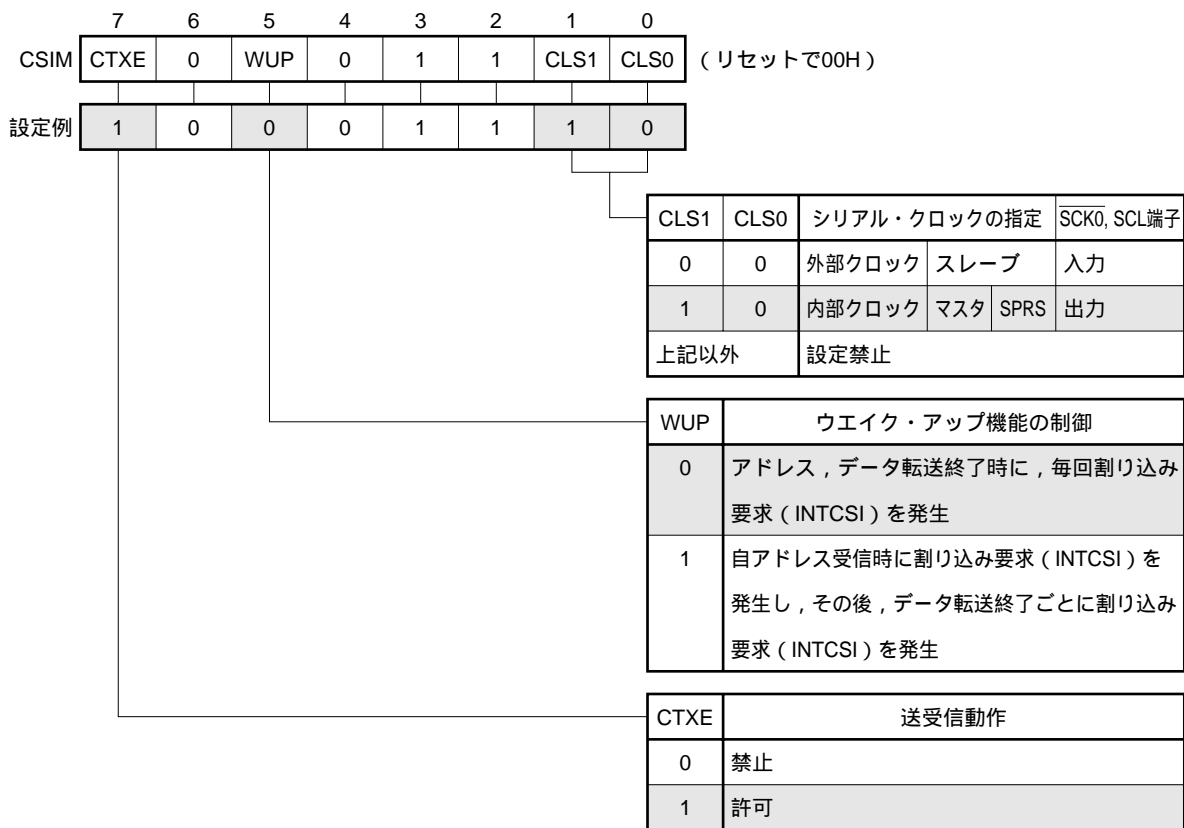 7 6 5 4 3 2 1 0
CSIM CTXE 0 WUP 0 1 1 CLS1 CLS0 （リセットで00H）
設定例 1 0 0 0 1 1 1 0
CLS1 CLS0 シリアル・クロックの指定 SCK0, SCL端子
0 0 外部クロック スレーブ 入力
1 0 内部クロック マスタ SPRS 出力
上記以外 設定禁止
WUP ウエイク・アップ機能の制御
0 アドレス，データ転送終了時に，毎回割り込み
要求（INTCSI）を発生
1 自アドレス受信時に割り込み要求（INTCSI）を
発生し，その後，データ転送終了ごとに割り込み
要求（INTCSI）を発生
CTXE 送受信動作
0 禁止
1 許可